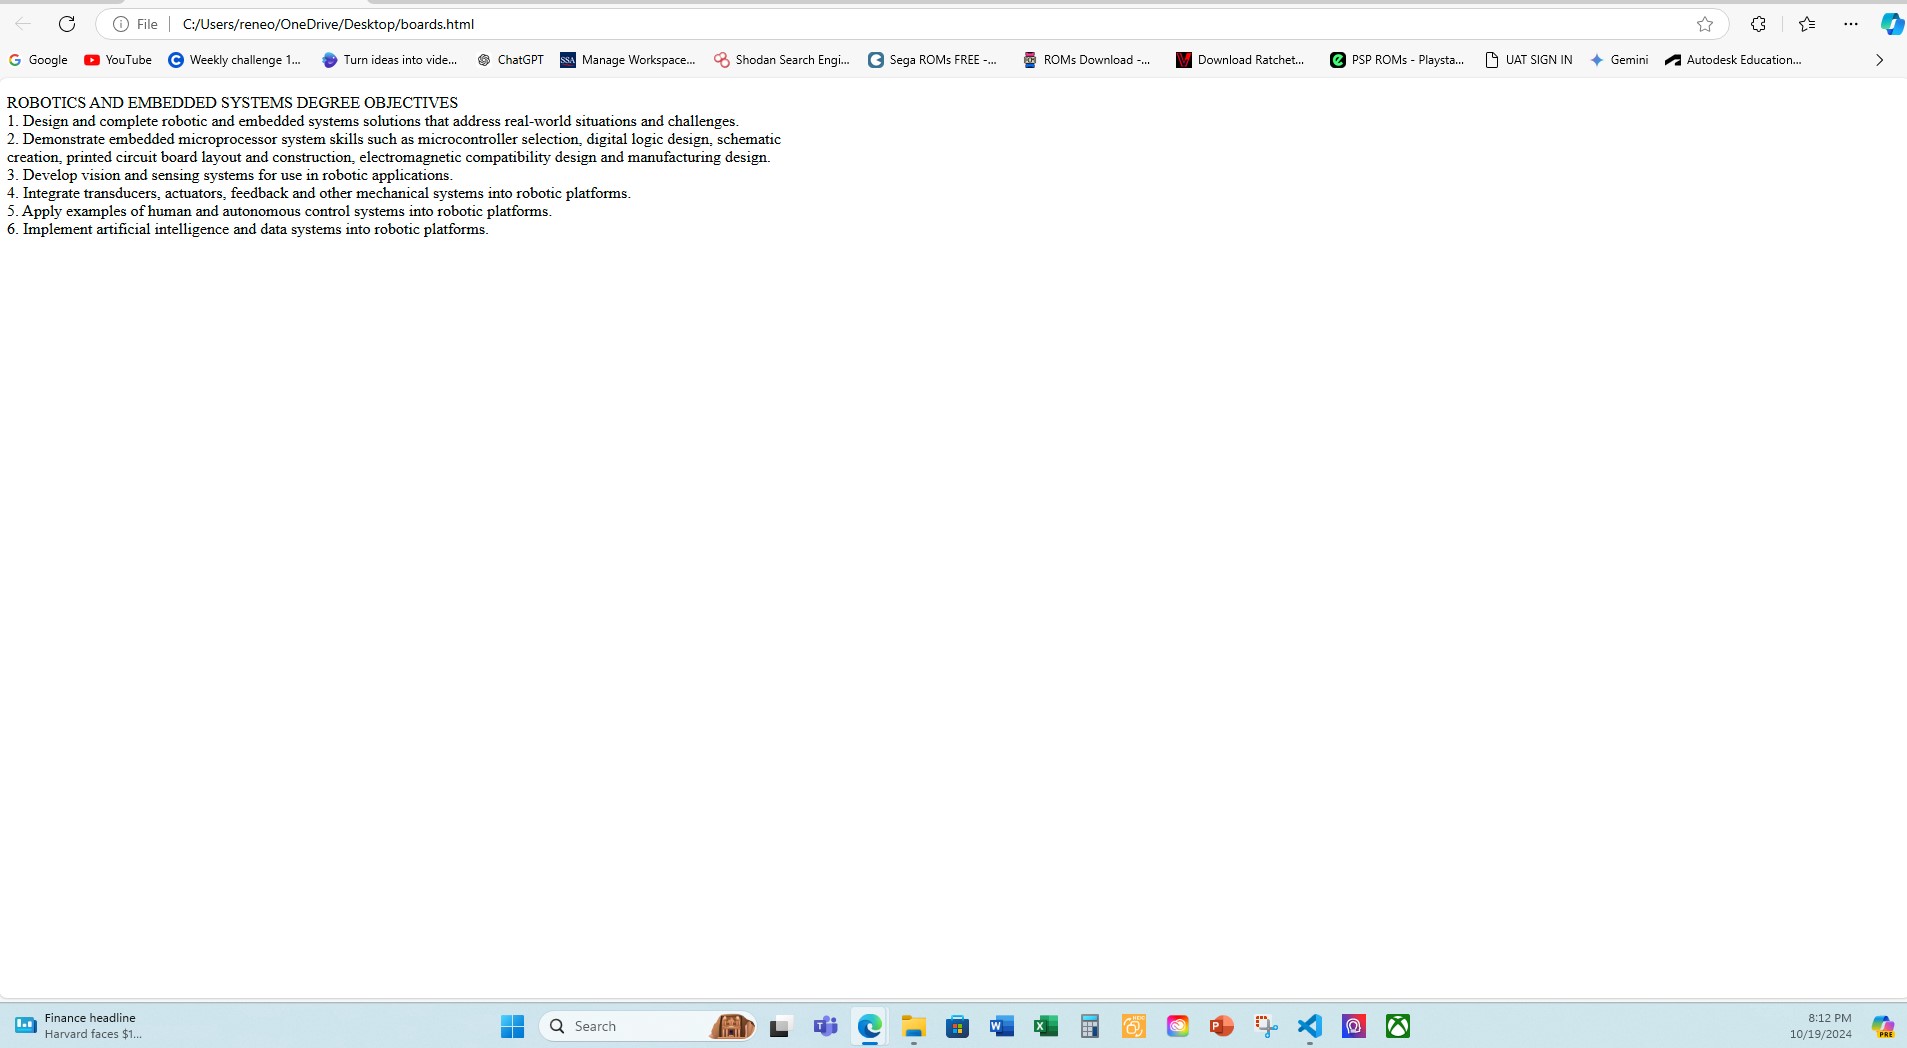 File
C:/Users/reneo/OneDrive/Desktop/boards.html
Google YouTube Weekly challenge 1... Turn ideas into vide... ChatGPT SSA Manage Workspace... Shodan Search Engi... Sega ROMs FREE -... ROMs Download -... Download Ratchet... PSP ROMs - Playsta... UAT SIGN IN Gemini Autodesk Education...
ROBOTICS AND EMBEDDED SYSTEMS DEGREE OBJECTIVES
1. Design and complete robotic and embedded systems solutions that address real-world situations and challenges.
2. Demonstrate embedded microprocessor system skills such as microcontroller selection, digital logic design, schematic
creation, printed circuit board layout and construction, electromagnetic compatibility design and manufacturing design.
3. Develop vision and sensing systems for use in robotic applications.
4. Integrate transducers, actuators, feedback and other mechanical systems into robotic platforms.
5. Apply examples of human and autonomous control systems into robotic platforms.
6. Implement artificial intelligence and data systems into robotic platforms.
Finance headline
Harvard faces $1...
Search
8:12 PM
10/19/2024
PRE